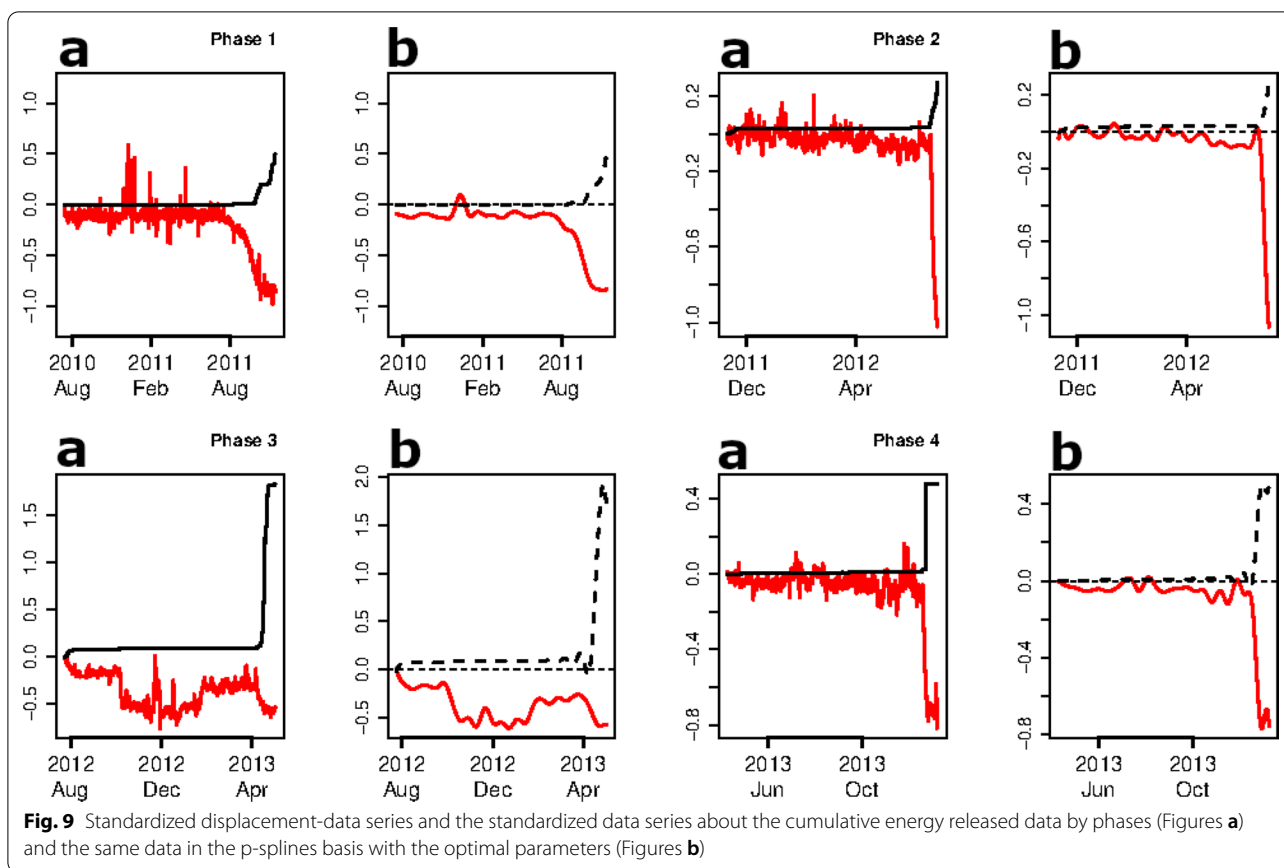 a Phase 1 b a Phase 2 b
1.0 0.5 0.0 −0.5 −1.0
1.0 0.5 0.0 −0.5 −1.0
0.2 −0.2 −0.6 −1.0
0.2 −0.2 −0.6 −1.0
2010 2011 2011 2010 2011 2011 2011 2012 2011 2012
Aug Feb Aug Aug Feb Aug Dec Apr Dec Apr
a Phase 3 b a Phase 4 b
1.5 1.0 0.5 0.0 −0.5
2.0 1.5 1.0 0.5 0.0 −0.5
0.4 0.0 −0.4 −0.8
0.4 0.0 −0.4 −0.8
2012 2012 2013 2012 2012 2013 2013 2013 2013 2013
Aug Dec Apr Aug Dec Apr Jun Oct Jun Oct
Fig. 9 Standardized displacement-data series and the standardized data series about the cumulative energy released data by phases (Figures a)
and the same data in the p-splines basis with the optimal parameters (Figures b)